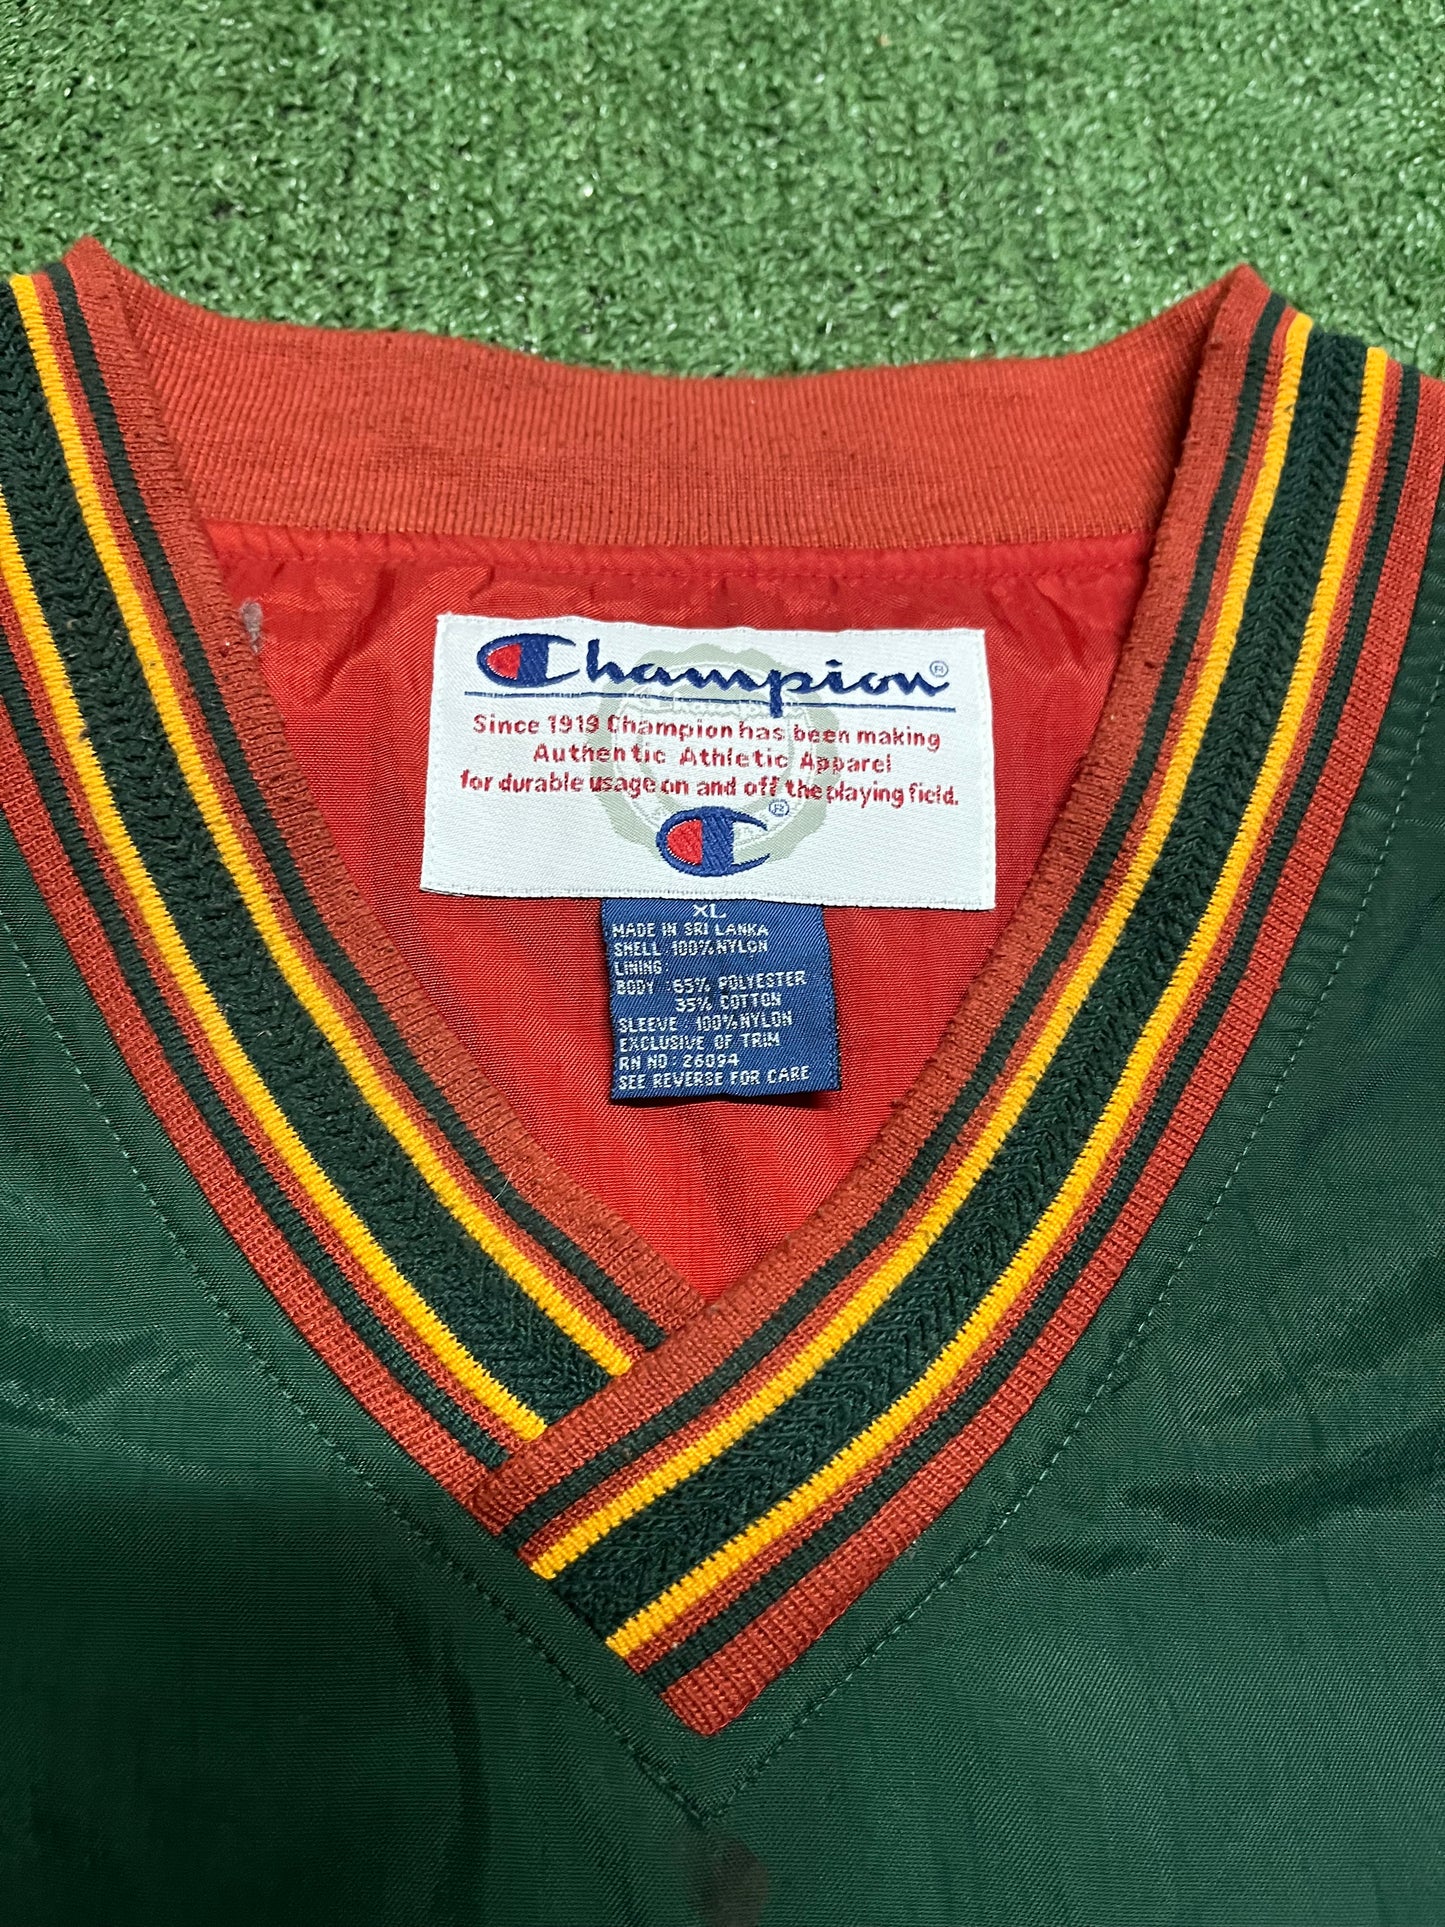 Champion®
Since 1919 Champion has been making
Authentic Athletic Apparel
for durable usage on and off the playing field.
®
XL
MADE IN SRI LANKA
SHELL 100% NYLON
LINING
BODY : 65% POLYESTER
35% COTTON
SLEEVE : 100% NYLON
EXCLUSIVE OF TRIM
RN NO : 26094
SEE REVERSE FOR CARE